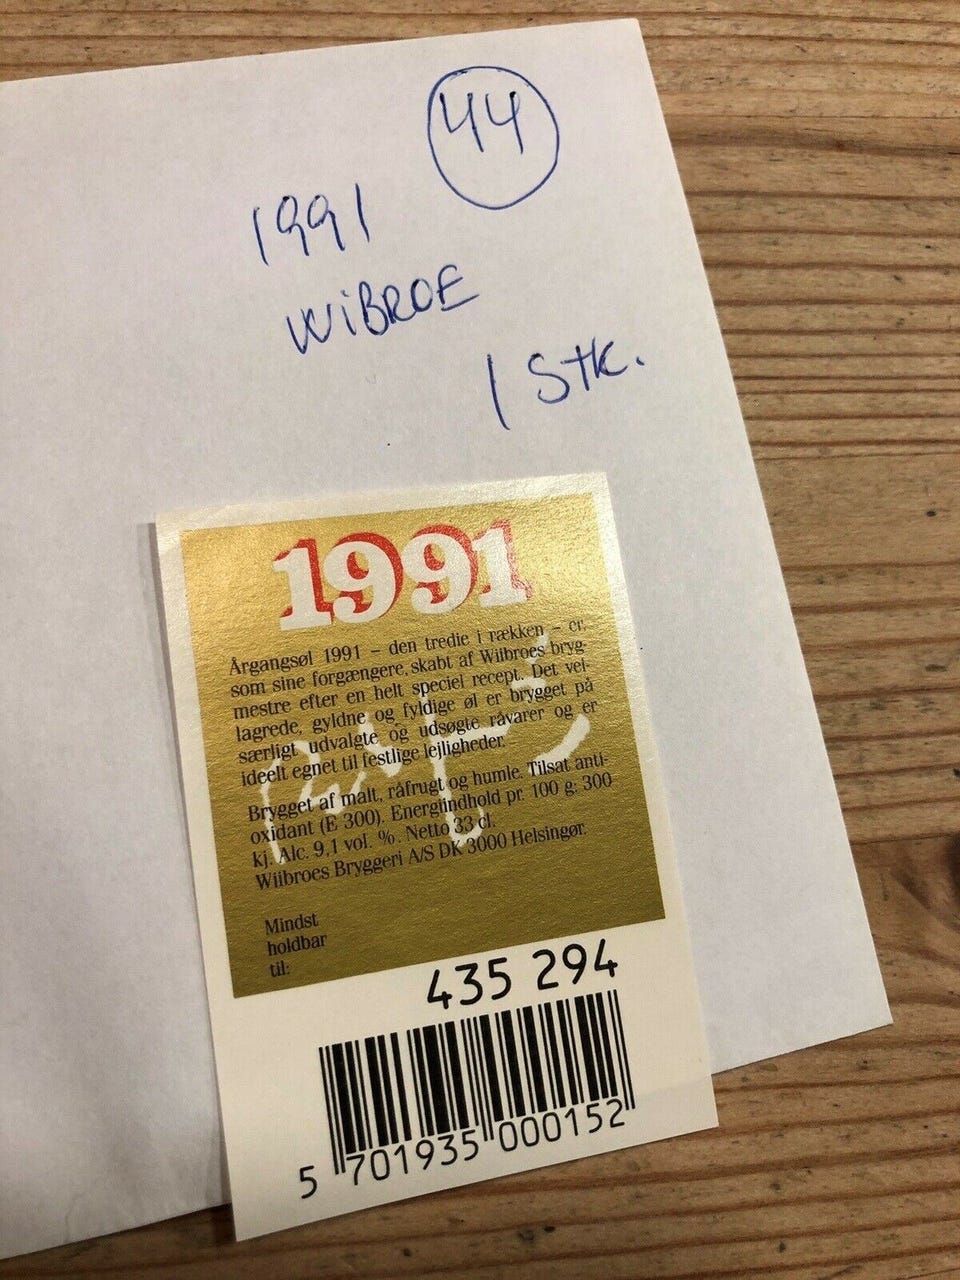 44
1991
WiBROE
1 Stk.
1991
Årgangsøl 1991 – den tredie i rækken – er,
som sine forgængere, skabt af Wiibroes bryg-
mestre efter en helt speciel recept. Det vel-
lagrede, gyldne og fyldige øl er brygget på
særligt udvalgte og udsøgte råvarer og er
ideelt egnet til festlige lejligheder.
Brygget af malt, råfrugt og humle. Tilsat anti-
oxidant (E 300). Energiindhold pr. 100 g: 300
kj. Alc. 9,1 vol. %. Netto 33 cl.
Wiibroes Bryggeri A/S DK 3000 Helsingør.
Mindst
holdbar
til:
435 294
5 701935 000152